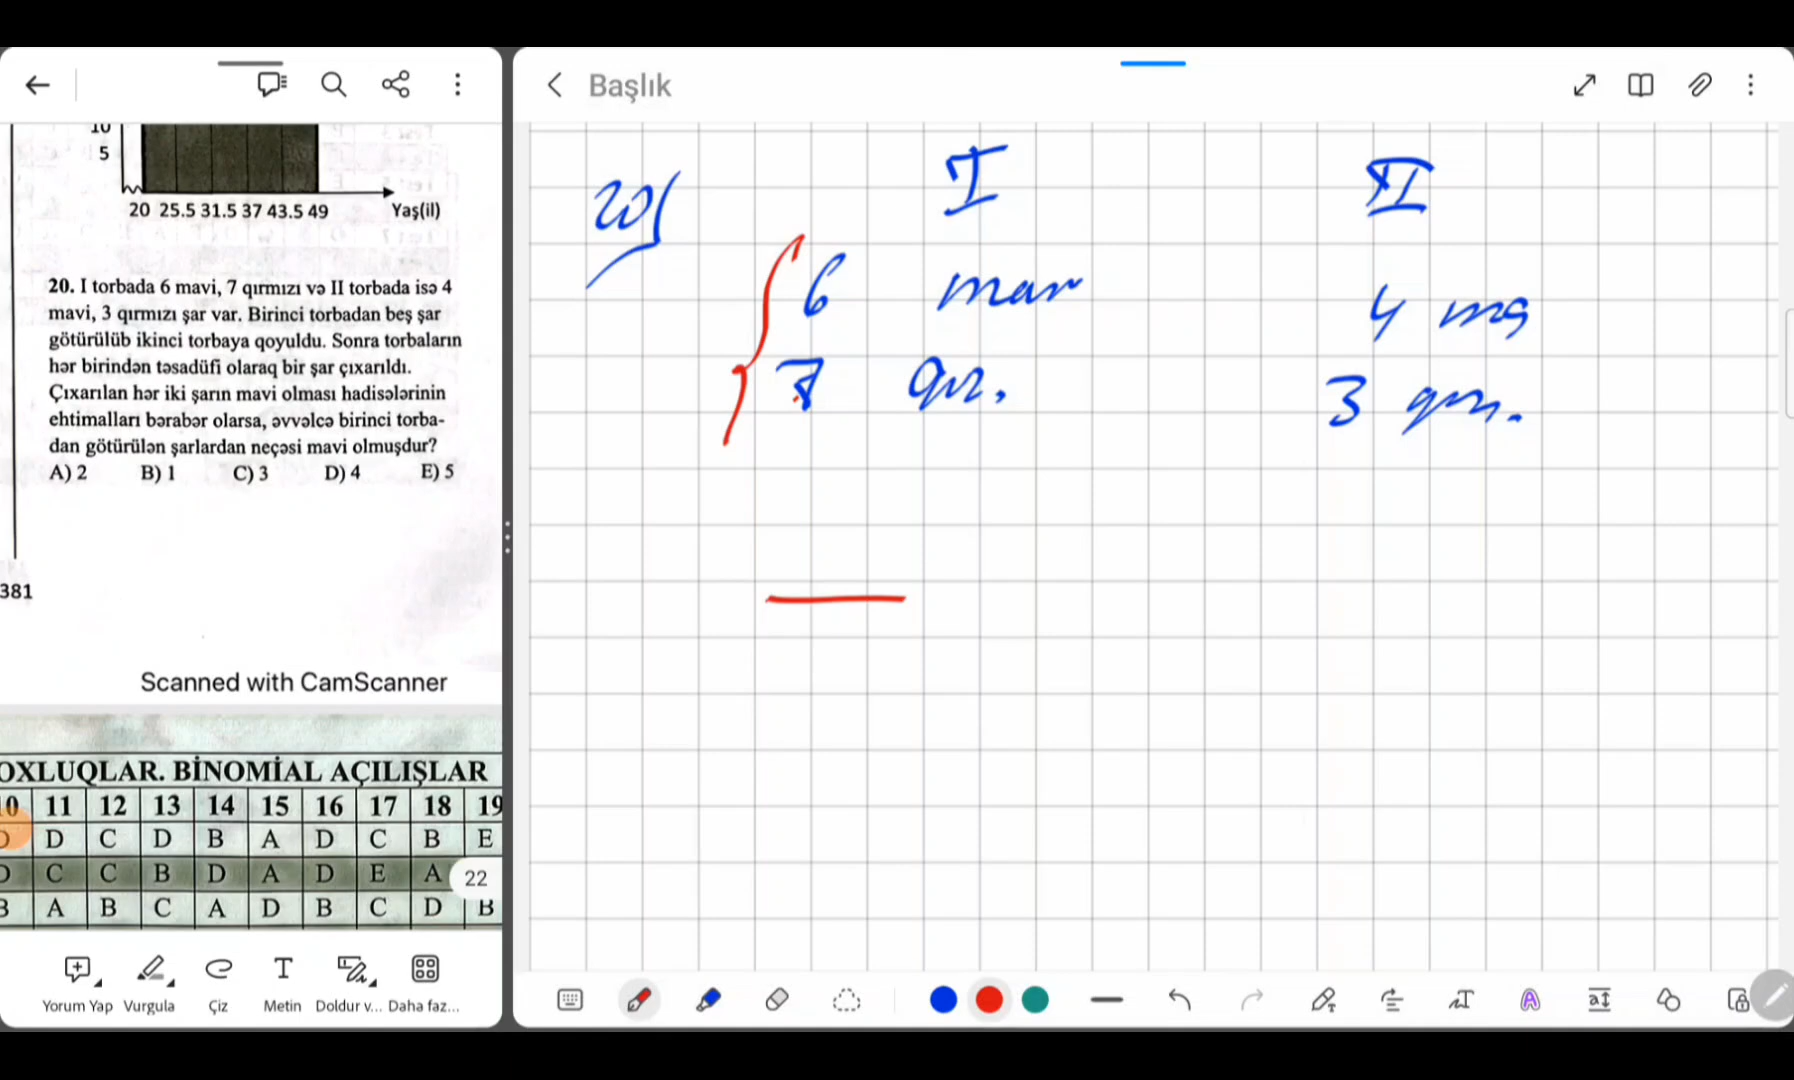 Başlık
10
5
20 25.5 31.5 37 43.5 49 Yaş(il)
20. I torbada 6 mavi, 7 qırmızı və II torbada isə 4
mavi, 3 qırmızı şar var. Birinci torbadan beş şar
götürülüb ikinci torbaya qoyuldu. Sonra torbaların
hər birindən təsadüfi olaraq bir şar çıxarıldı.
Çıxarılan hər iki şarın mavi olması hadisələrinin
ehtimalları bərabər olarsa, əvvəlcə birinci torba-
dan götürülən şarlardan neçəsi mavi olmuşdur?
A) 2 B) 1 C) 3 D) 4 E) 5
381
Scanned with CamScanner
OXLUQLAR. BİNOMİAL AÇILIŞLAR
0 11 12 13 14 15 16 17 18 19
D D C D B A D C B E
D C C B D A D E A
B A B C A D B C D B
22
Yorum Yap Vurgula Çiz Metin Doldur v... Daha faz...
20)
I
II
6 mav
7 qır.
4
3 qır.